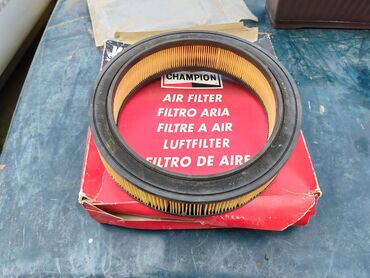 CHAMPION
AIR FILTER
FILTRO ARIA
FILTRE A AIR
LUFTFILTER
FILTRO DE AIRE